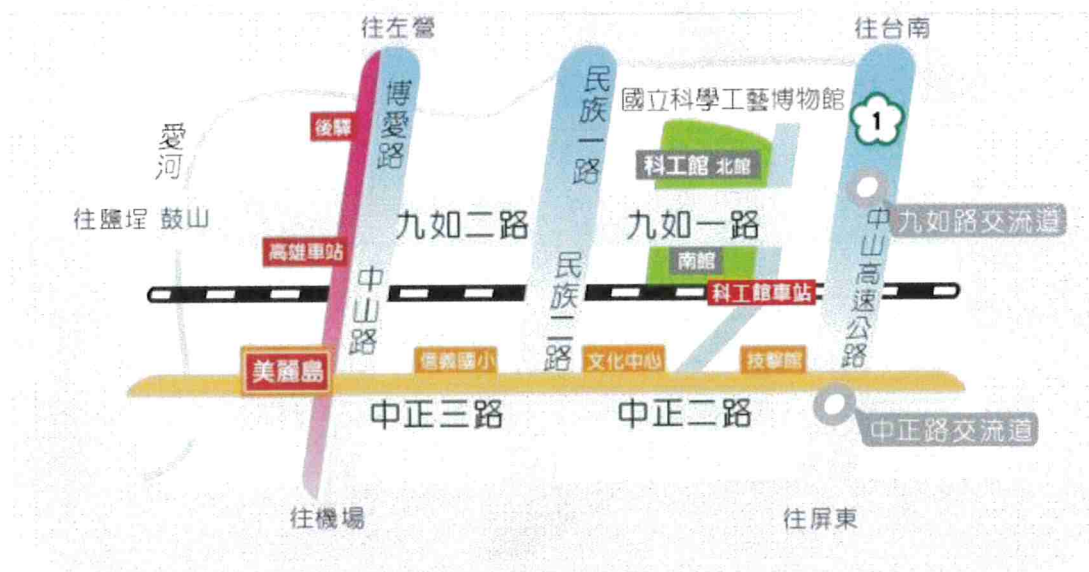 往左營
往台南
博愛路
民族一路
國立科學工藝博物館
1
後驛
愛河
科工館 北館
往鹽埕 鼓山
九如二路
九如一路
九如路交流道
高雄車站
南館
中山路
民族二路
科工館車站
中山高速公路
美麗島
信義國小
文化中心
技擊館
中正三路
中正二路
中正路交流道
往機場
往屏東